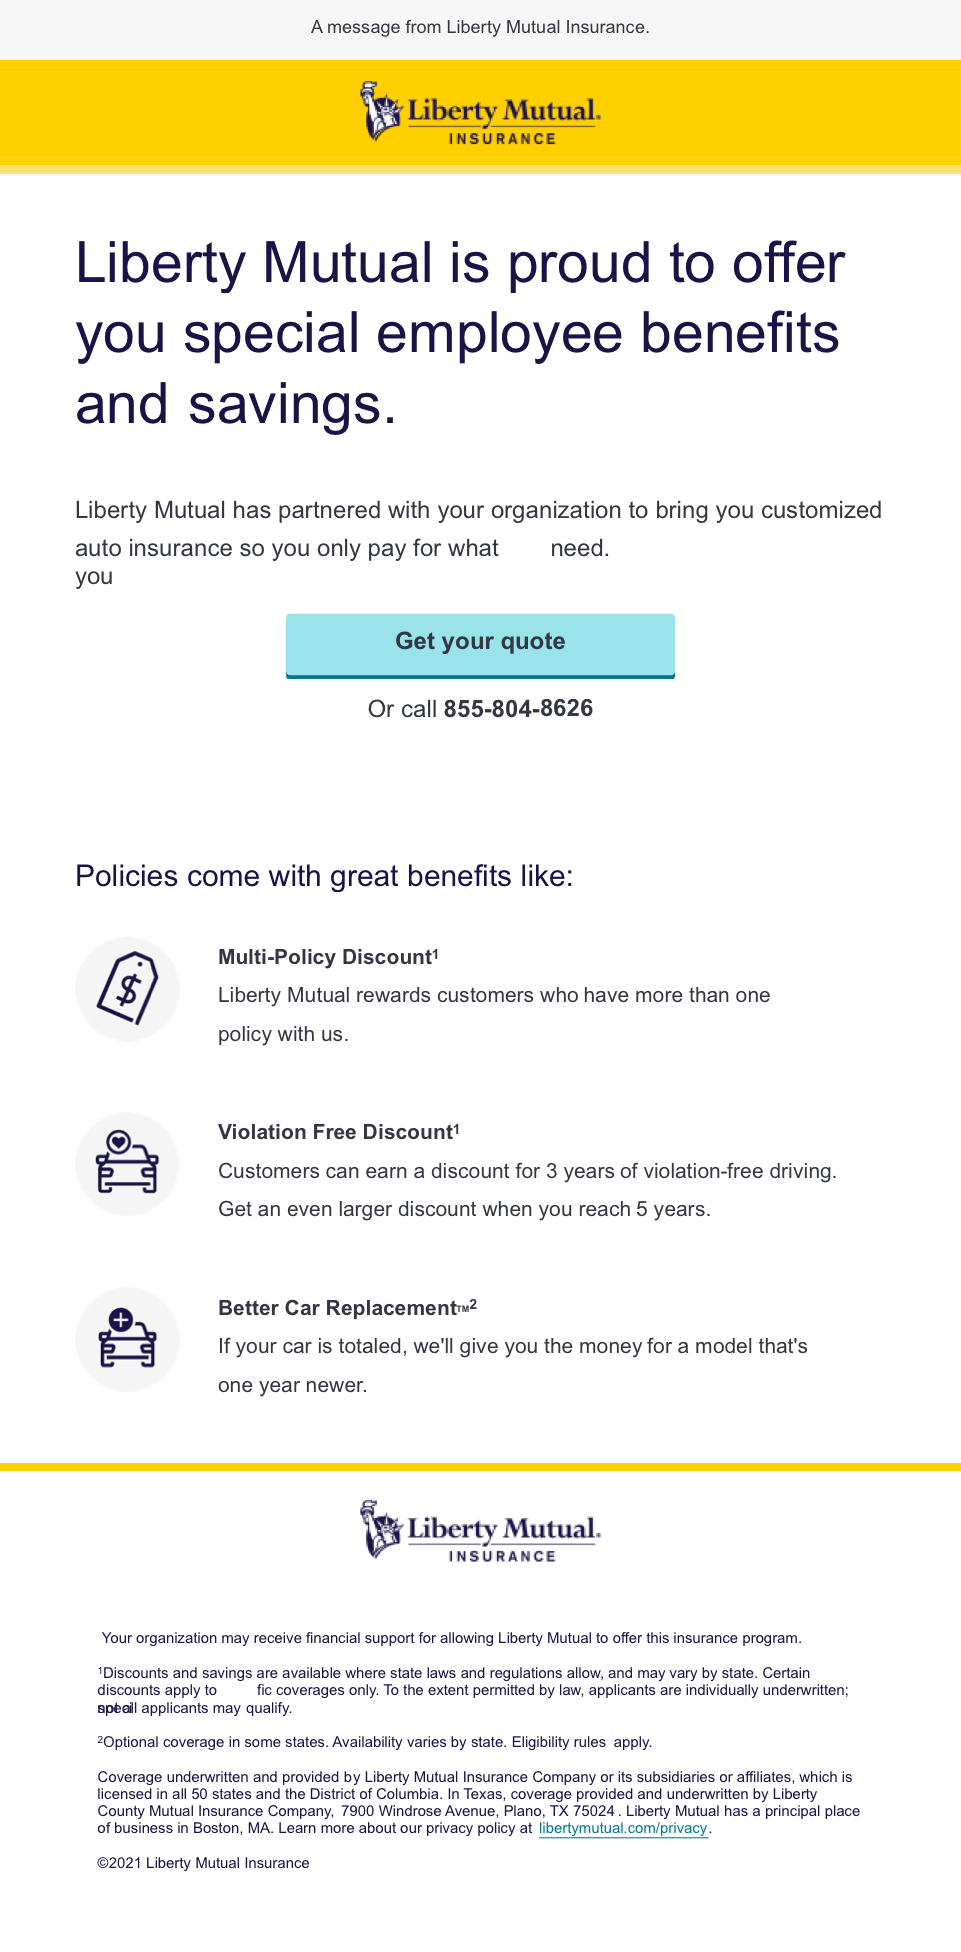 A message from Liberty Mutual Insurance.
Liberty Mutual.
INSURANCE
Liberty Mutual is proud to offer
you special employee benefits
and savings.
Liberty Mutual has partnered with your organization to bring you customized
auto insurance so you only pay for what need.
you
Get your quote
Or call 855-804-8626
Policies come with great benefits like:
Multi-Policy Discount¹
Liberty Mutual rewards customers who have more than one
policy with us.
Violation Free Discount¹
Customers can earn a discount for 3 years of violation-free driving.
Get an even larger discount when you reach 5 years.
Better Car Replacement™²
If your car is totaled, we'll give you the money for a model that's
one year newer.
Liberty Mutual.
INSURANCE
Your organization may receive financial support for allowing Liberty Mutual to offer this insurance program.
¹Discounts and savings are available where state laws and regulations allow, and may vary by state. Certain
discounts apply to fic coverages only. To the extent permitted by law, applicants are individually underwritten;
all applicants may qualify.
²Optional coverage in some states. Availability varies by state. Eligibility rules apply.
Coverage underwritten and provided by Liberty Mutual Insurance Company or its subsidiaries or affiliates, which is
licensed in all 50 states and the District of Columbia. In Texas, coverage provided and underwritten by Liberty
County Mutual Insurance Company, 7900 Windrose Avenue, Plano, TX 75024 . Liberty Mutual has a principal place
of business in Boston, MA. Learn more about our privacy policy at libertymutual.com/privacy.
©2021 Liberty Mutual Insurance